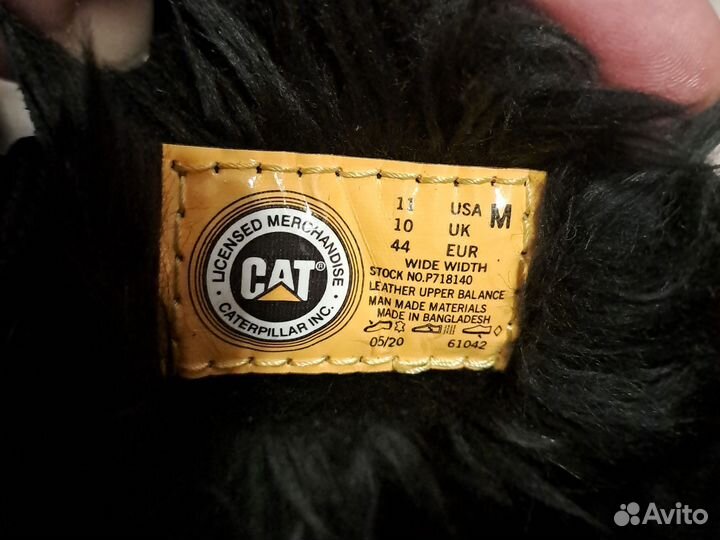 LICENSED MERCHANDISE
CAT®
CATERPILLAR INC.
11 USA M
10 UK
44 EUR
WIDE WIDTH
STOCK NO.P718140
LEATHER UPPER BALANCE
MAN MADE MATERIALS
MADE IN BANGLADESH
05/20 61042
Avito